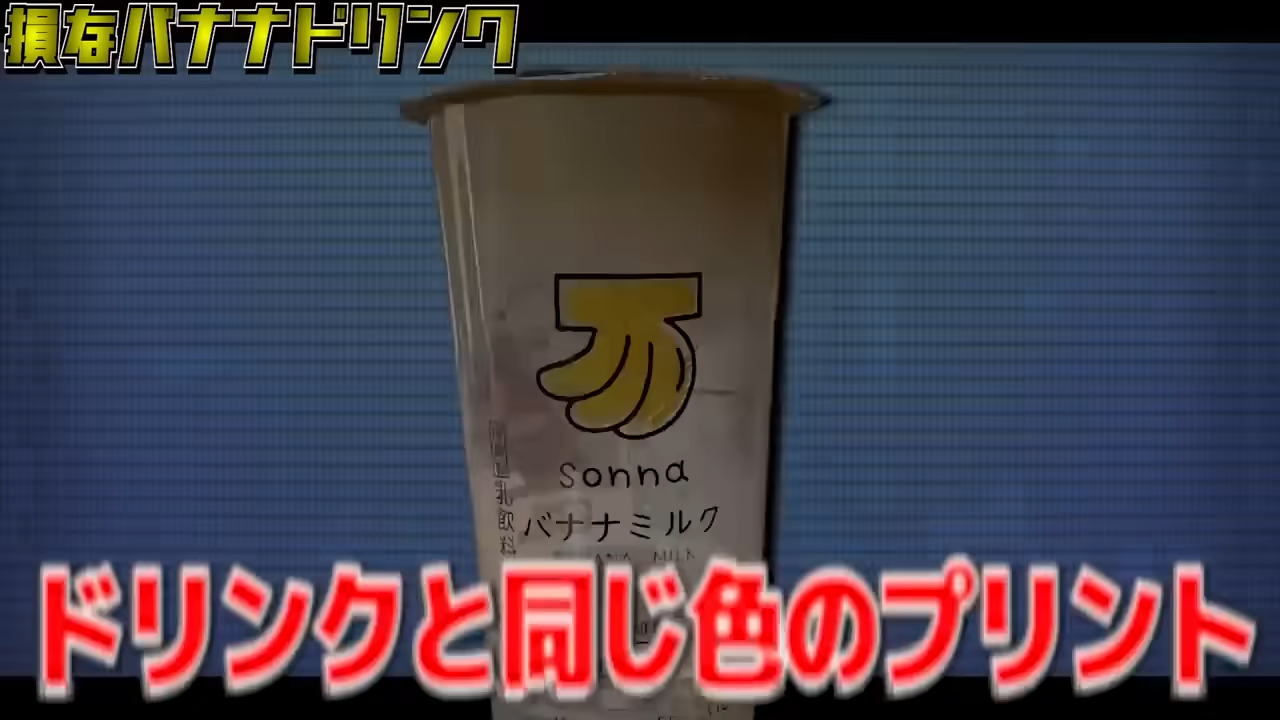 損なバナナドリンク
sonna
バナナミルク
乳飲料
ドリンクと同じ色のプリント